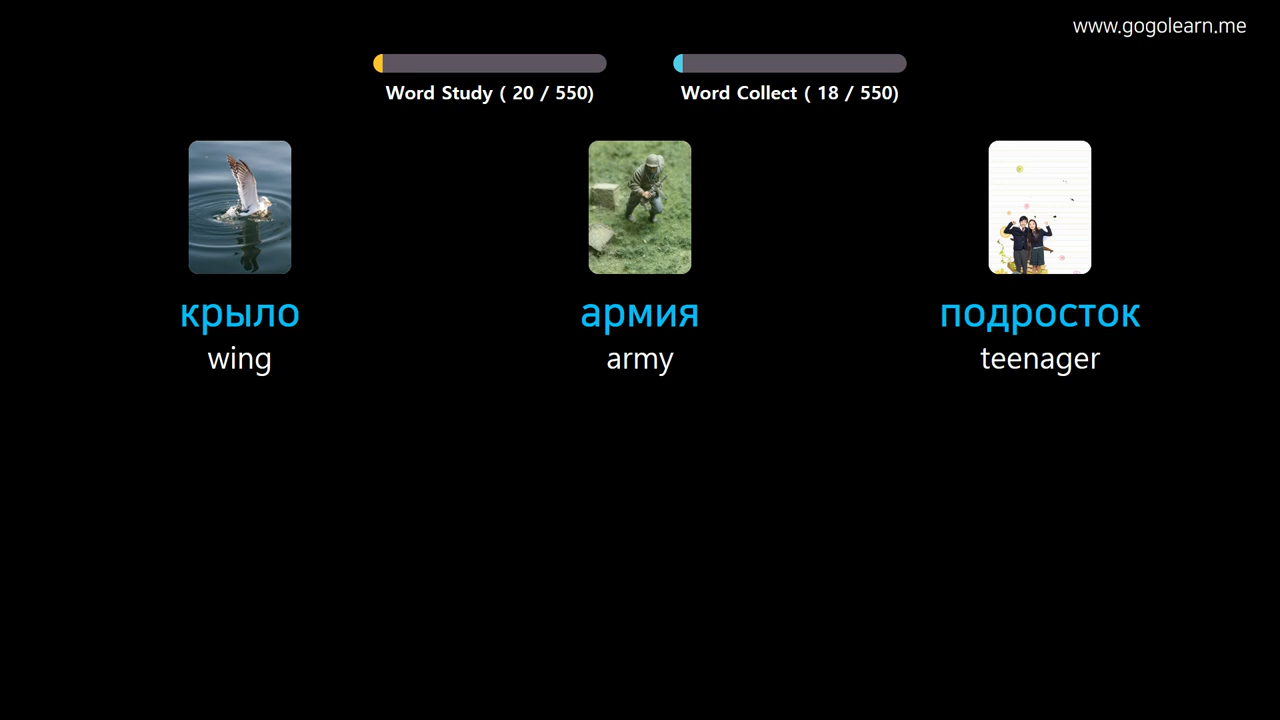 www.gogolearn.me
Word Study ( 20 / 550)
Word Collect ( 18 / 550)
крыло
армия
подросток
wing
army
teenager